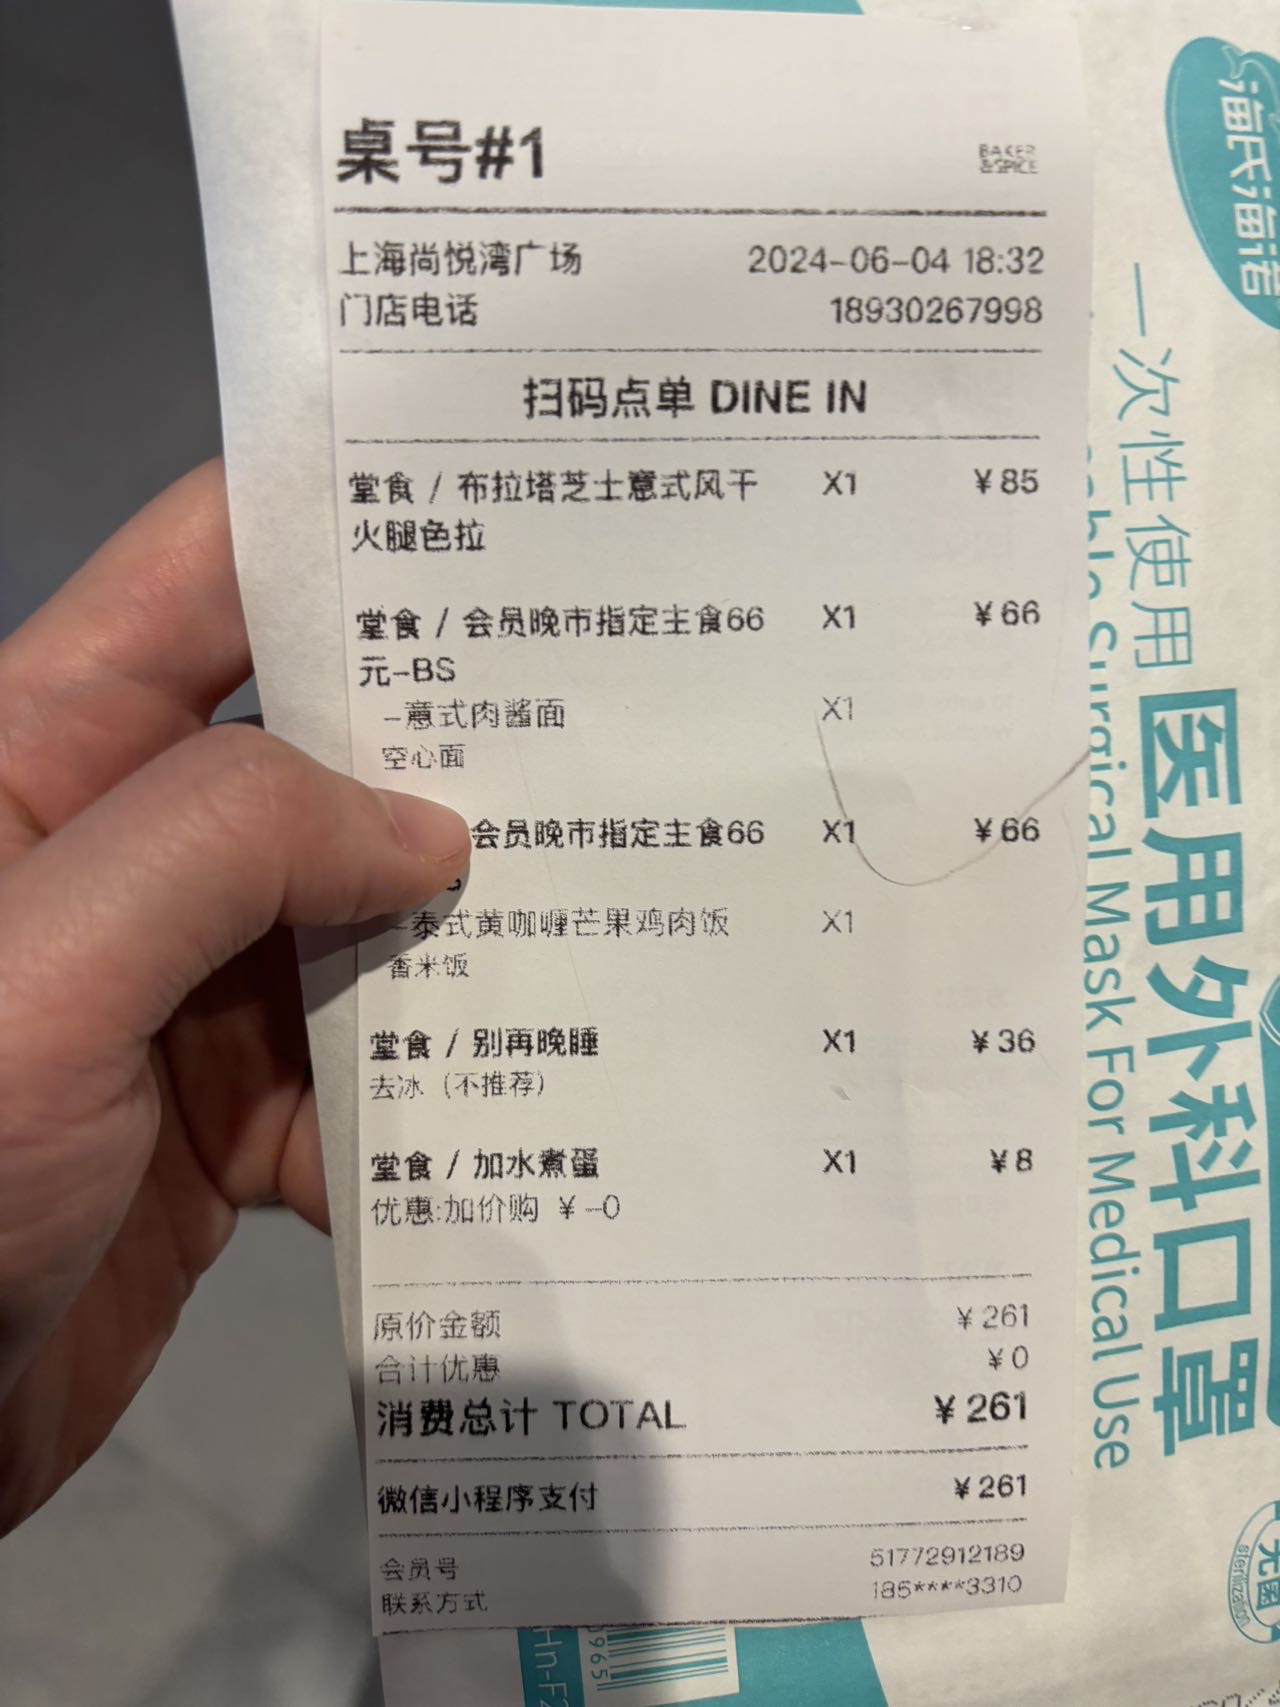 桌号#1
BAKER
&SPICE
上海尚悦湾广场 2024-06-04 18:32
门店电话 18930267998
扫码点单 DINE IN
堂食 / 布拉塔芝士意式风干 X1 ¥85
火腿色拉
堂食 / 会员晚市指定主食66 X1 ¥66
元-BS
-意式肉酱面 X1
空心面
会员晚市指定主食66 X1 ¥66
-泰式黄咖喱芒果鸡肉饭 X1
香米饭
堂食 / 别再晚睡 X1 ¥36
去冰（不推荐）
堂食 / 加水煮蛋 X1 ¥8
优惠:加价购 ¥-0
原价金额 ¥261
合计优惠 ¥0
消费总计 TOTAL ¥261
微信小程序支付 ¥261
会员号 51772912189
联系方式 185****3310
海氏海诺
一次性使用
医用外科口罩
Surgical Mask For Medical Use
无菌
sterilization